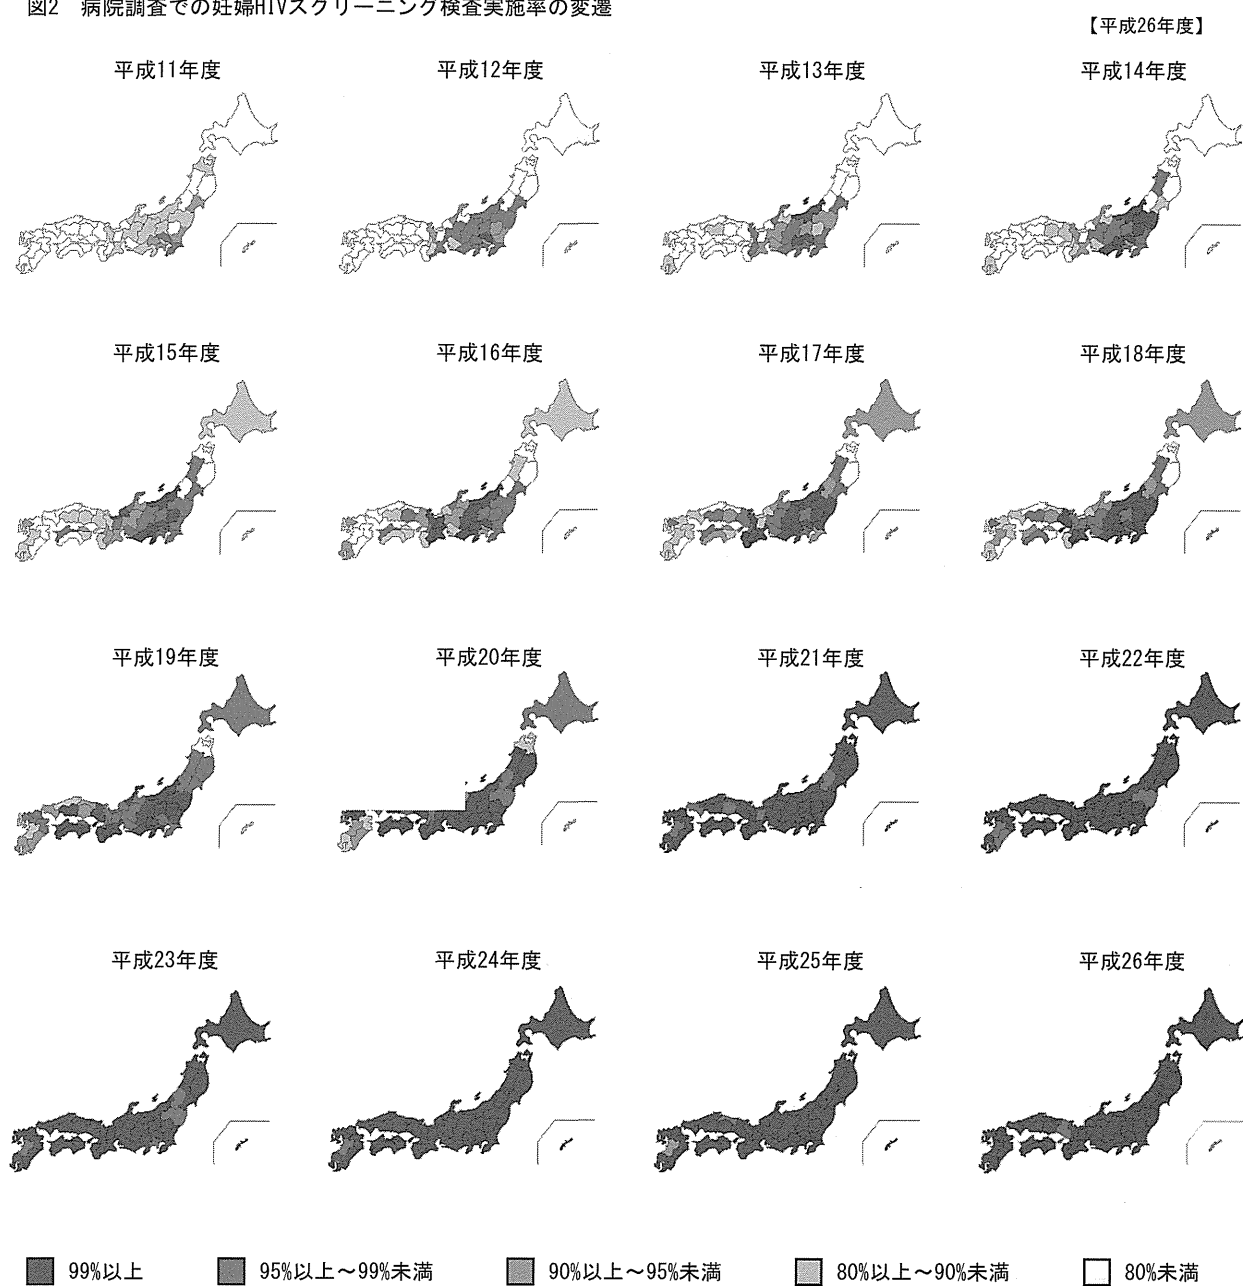 図2 病院調査での妊婦HIVスクリーニング検査実施率の変遷
【平成26年度】
平成11年度
平成12年度
平成13年度
平成14年度
平成15年度
平成16年度
平成17年度
平成18年度
平成19年度
平成20年度
平成21年度
平成22年度
平成23年度
平成24年度
平成25年度
平成26年度
99%以上
95%以上～99%未満
90%以上～95%未満
80%以上～90%未満
80%未満